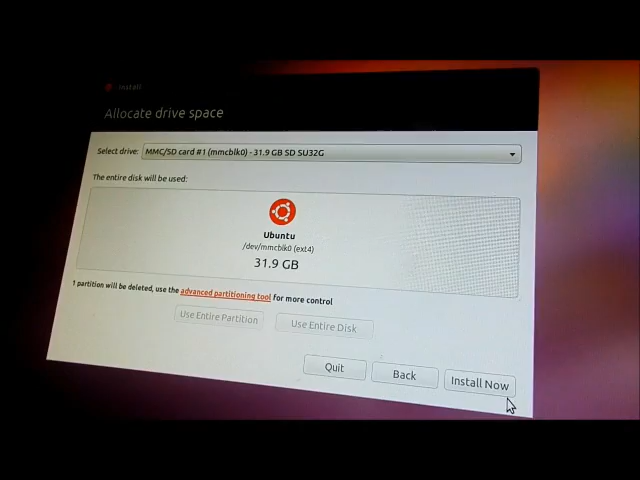 Install
Allocate drive space
Select drive: MMC/SD card #1 (mmcblk0) - 31.9 GB SD SU32G
The entire disk will be used:
Ubuntu
/dev/mmcblk0 (ext4)
31.9 GB
1 partition will be deleted, use the advanced partitioning tool for more control
Use Entire Partition Use Entire Disk
Quit Back Install Now